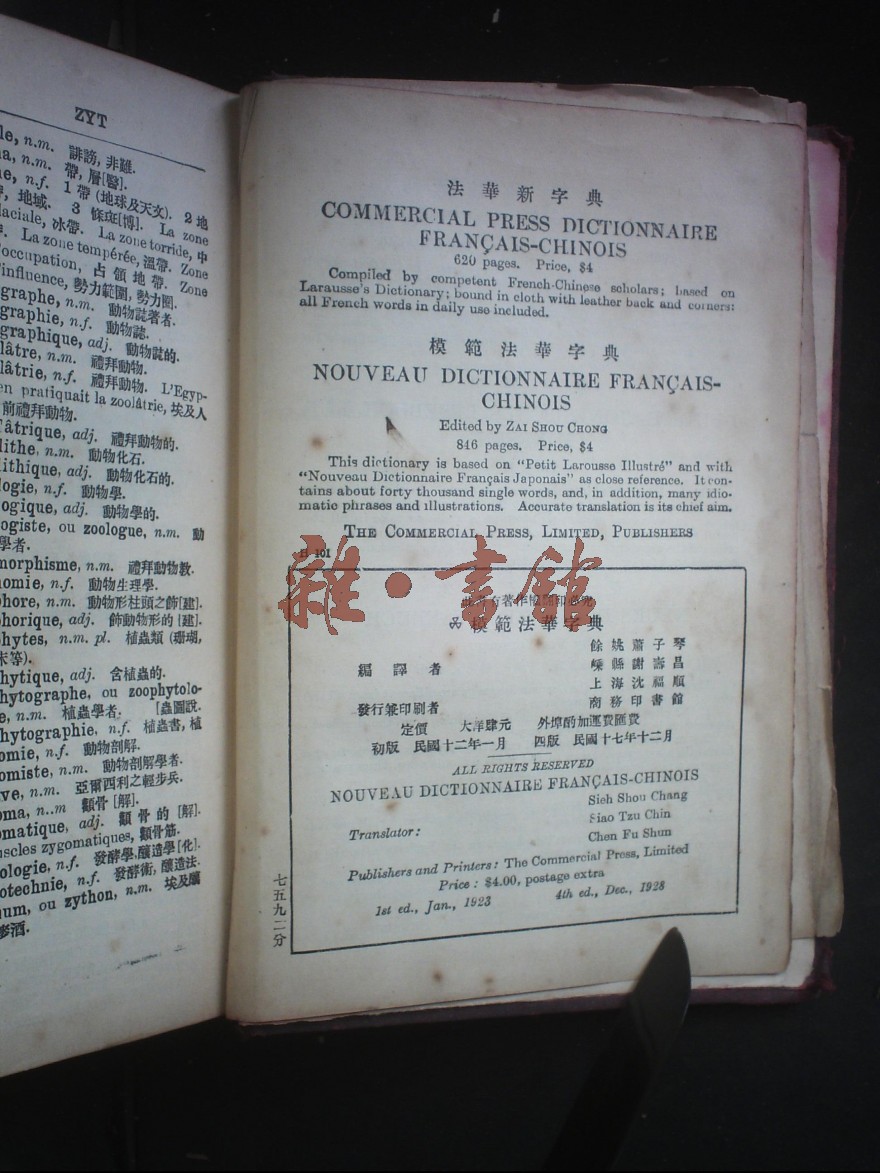 ZYT
le, n.m. 誹謗, 非難.
a, n.m. 帶, 層[醫].
e, n.f. 1 帶 (地球及天文). 2 地
, 地域. 3 條斑[博]. La zone
laciale, 冰帶. La zone torride, 中
. La zone tempérée, 溫帶. Zone
'occupation, 占領地帶. Zone
'influence, 勢力範圍, 勢力圈.
graphe, n.m. 動物誌著者.
graphie, n.f. 動物誌.
graphique, adj. 動物誌的.
lâtre, n.m. 禮拜動物.
lâtrie, n.f. 禮拜動物. L'Egyp-
en pratiquait la zoolâtrie, 埃及人
前禮拜動物.
lâtrique, adj. 禮拜動物的.
lithe, n.m. 動物化石.
lithique, adj. 動物化石的.
logie, n.f. 動物學.
ogique, adj. 動物學的.
ogiste, ou zoologue, n.m. 動
學者.
morphisme, n.m. 禮拜動物教.
nomie, n.f. 動物生理學.
phore, n.m. 動物形柱頭之飾[建].
phorique, adj. 飾動物形的[建].
phytes, n.m. pl. 植蟲類 (珊瑚,
等).
phytique, adj. 含植蟲的.
phytographe, ou zoophytolo-
e, n.m. 植蟲學者. [蟲圖說.
phytographie, n.f. 植蟲書, 植
omie, n.f. 動物剖解.
omiste, n.m. 動物剖解學者.
ve, n.m. 亞爾西利之輕步兵.
oma, n..m 顴骨[解].
omatique, adj. 顴骨的[解].
uscles zygomatiques, 顴骨筋.
ologie, n.f. 發酵學, 釀造學[化].
otechnie, n.f. 發酵術, 釀造法.
um, ou zython, n.m. 埃及釀
麥酒.
法華新字典
COMMERCIAL PRESS DICTIONNAIRE
FRANÇAIS-CHINOIS
620 pages. Price, $4
Compiled by competent French-Chinese scholars; based on
Larausse's Dictionary; bound in cloth with leather back and corners:
all French words in daily use included.
模範法華字典
NOUVEAU DICTIONNAIRE FRANÇAIS-
CHINOIS
Edited by ZAI SHOU CHONG
846 pages. Price, $4
This dictionary is based on "Petit Larousse Illustré" and with
"Nouveau Dictionnaire Français Japonais" as close reference. It con-
tains about forty thousand single words, and, in addition, many idio-
matic phrases and illustrations. Accurate translation is its chief aim.
THE COMMERCIAL PRESS, LIMITED, PUBLISHERS
B 101
雜·書館
此書有著作權翻印必究
模範法華字典
餘姚蕭子琴
編譯者 嵊縣謝壽昌
上海沈福順
發行兼印刷者 商務印書館
定價 大洋肆元 外埠酌加運費匯費
初版 民國十二年一月 四版 民國十七年十二月
ALL RIGHTS RESERVED
NOUVEAU DICTIONNAIRE FRANÇAIS-CHINOIS
Sieh Shou Chang
Siao Tzu Chin
Translator: Chen Fu Shun
Publishers and Printers: The Commercial Press, Limited
Price: $4.00, postage extra
1st ed., Jan., 1923 4th ed., Dec., 1928
七五九二分